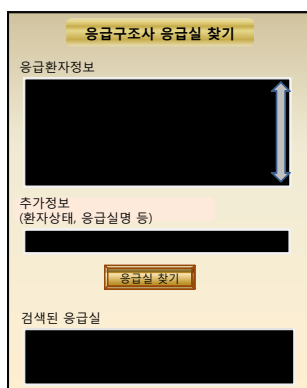 응급구조사 응급실 찾기
응급환자정보
추가정보
(환자상태, 응급실명 등)
응급실 찾기
검색된 응급실